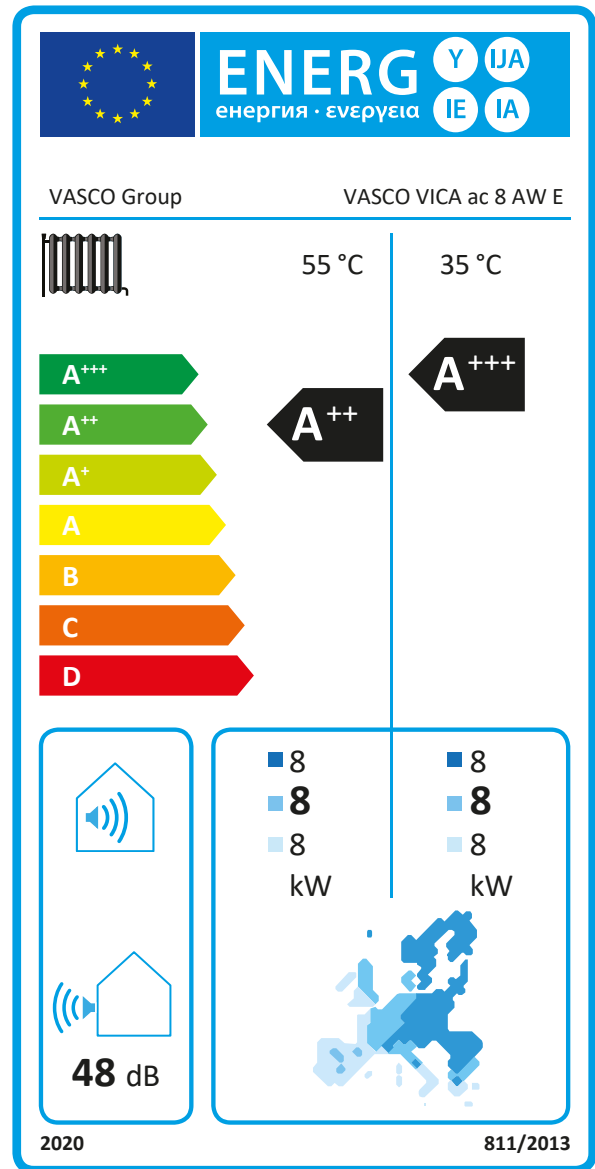 ENERG Y IJA
енергия · ενεργεια IE IA
VASCO Group VASCO VICA ac 8 AW E
55 °C 35 °C
A+++
A+++
A++
A++
A+
A
B
C
D
8 8
8 8
8 8
kW kW
48 dB
2020 811/2013